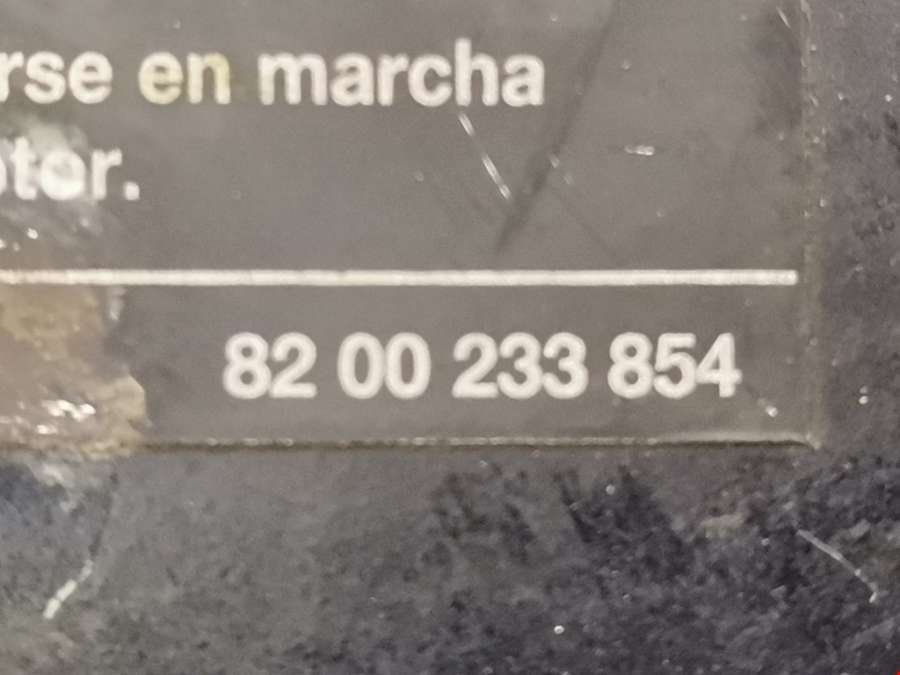 rse en marcha
otor.
82 00 233 854